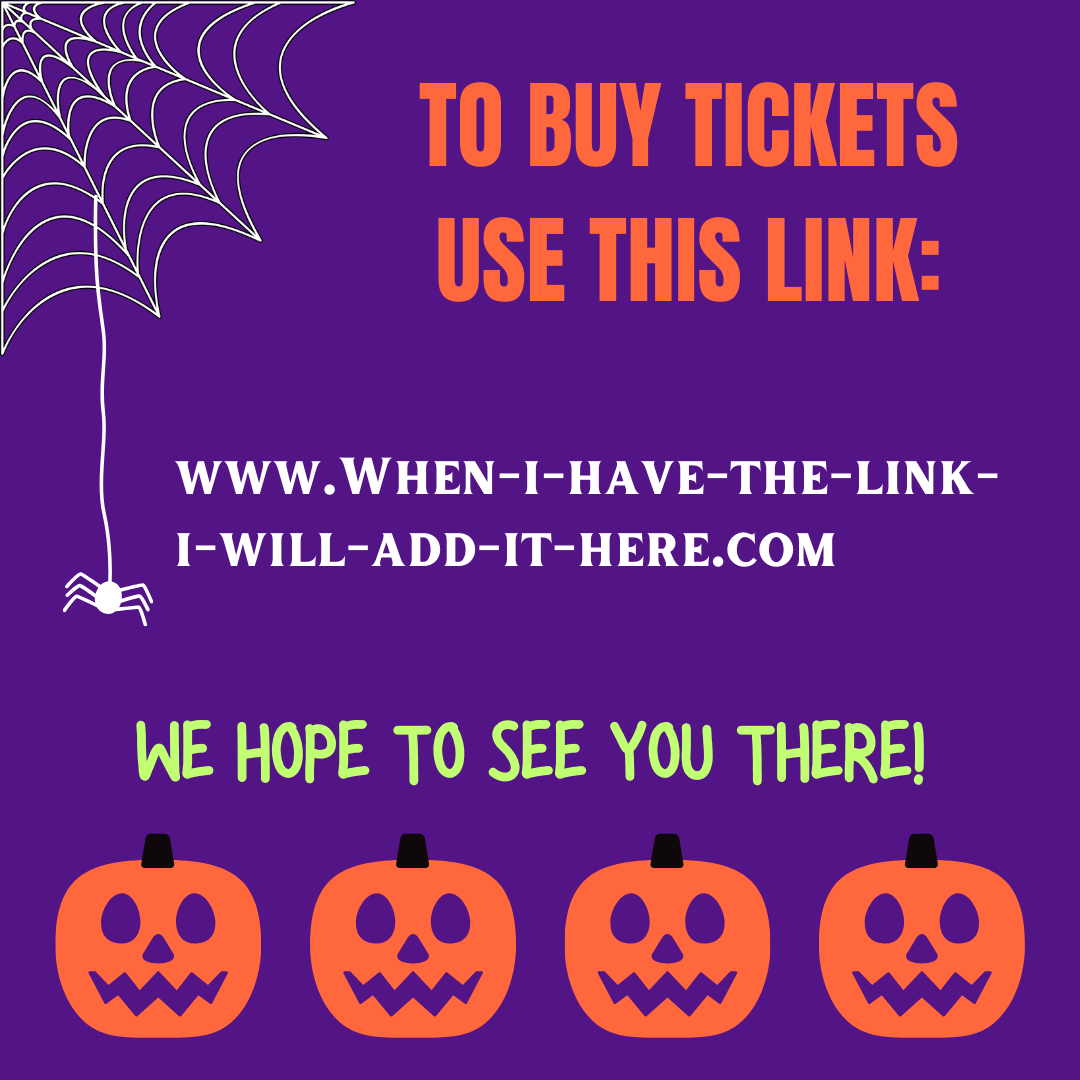 TO BUY TICKETS
USE THIS LINK:
www.When-i-have-the-link-
i-will-add-it-here.com
WE HOPE TO SEE YOU THERE!